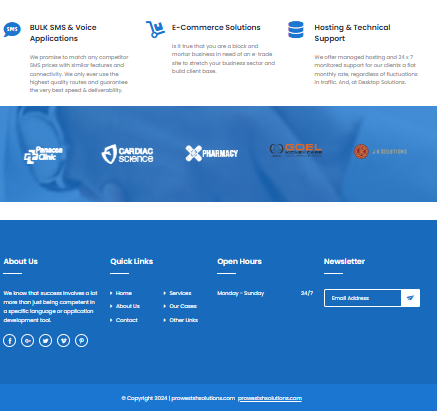 SMS
BULK SMS & Voice
Applications
We promise to match any competitor
SMS prices with similar features and
connectivity. We only ever use the
highest quality routes and guarantee
the very best speed & deliverability.
E-Commerce Solutions
Is it true that you are a block and
mortar business in need of an e-trade
site to stretch your business sector and
build client base.
Hosting & Technical
Support
We offer managed hosting and 24 x 7
monitored support for our clients a flat
monthly rate, regardless of fluctuations
in traffic. And, at Desktop Solutions.
Panacea
Clinic
CARDIAC
SCIENCE
PHARMACY
GOEL
J K SOLUTIONS
About Us
We know that success involves a lot
more than just being competent in
a specific language or application
development tool.
Quick Links
Home
About Us
Contact
Services
Our Cases
Other Links
Open Hours
Monday - Sunday 24/7
Newsletter
Email Address
© Copyright 2024 | prowestshsolutions.com prowestshsolutions.com